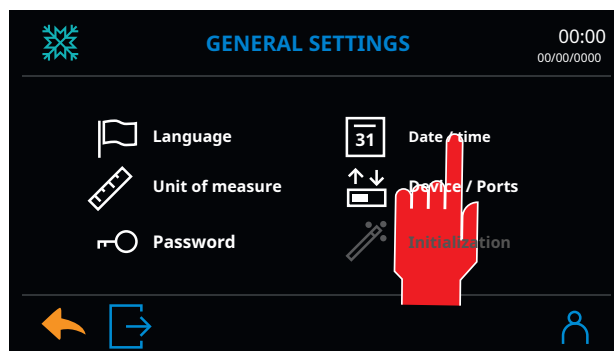 GENERAL SETTINGS
00:00
00/00/0000
Language
31
Date / time
Unit of measure
Device / Ports
Password
Initialization